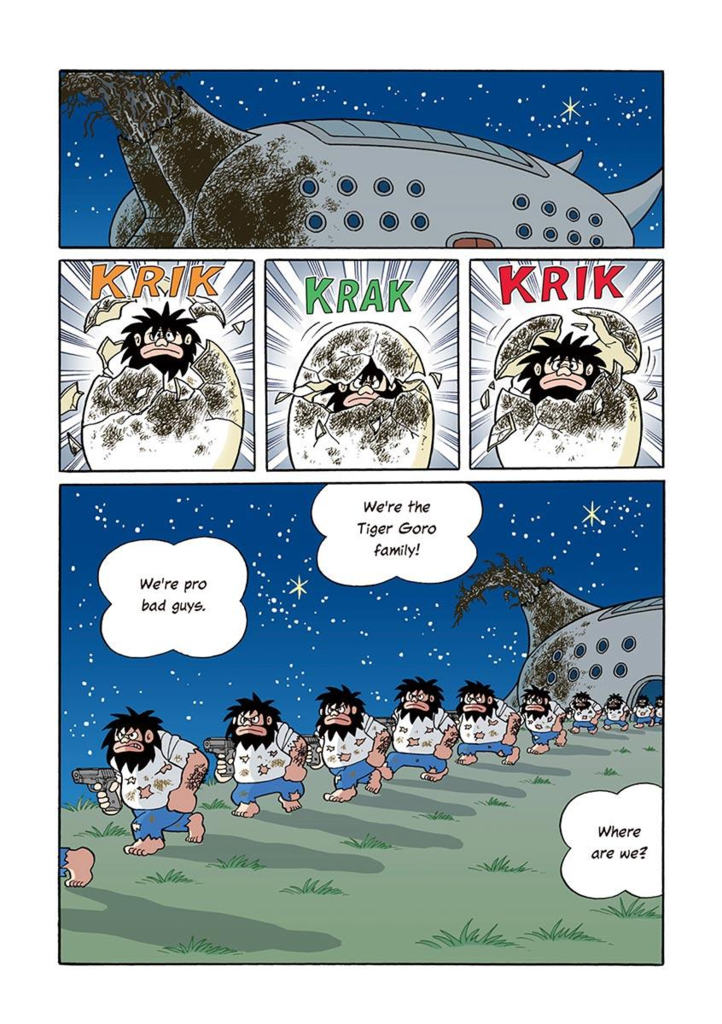 KRIK
KRAK
KRIK
We're the
Tiger Goro
family!
We're pro
bad guys.
Where
are we?